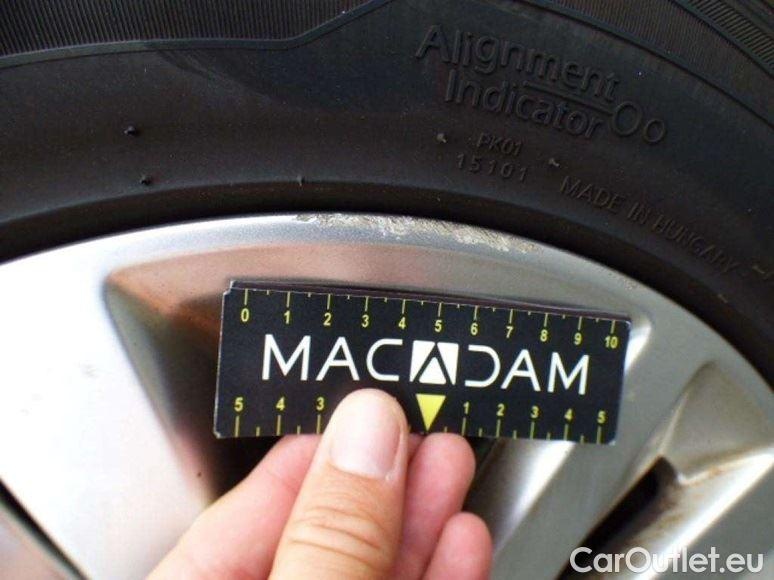 Alignment
Indicator Oo
PK01
15101
MADE IN HUNGARY
0 1 2 3 4 5 6 7 8 9 10
MACADAM
5 4 3 1 2 3 4 5
CarOutlet.eu